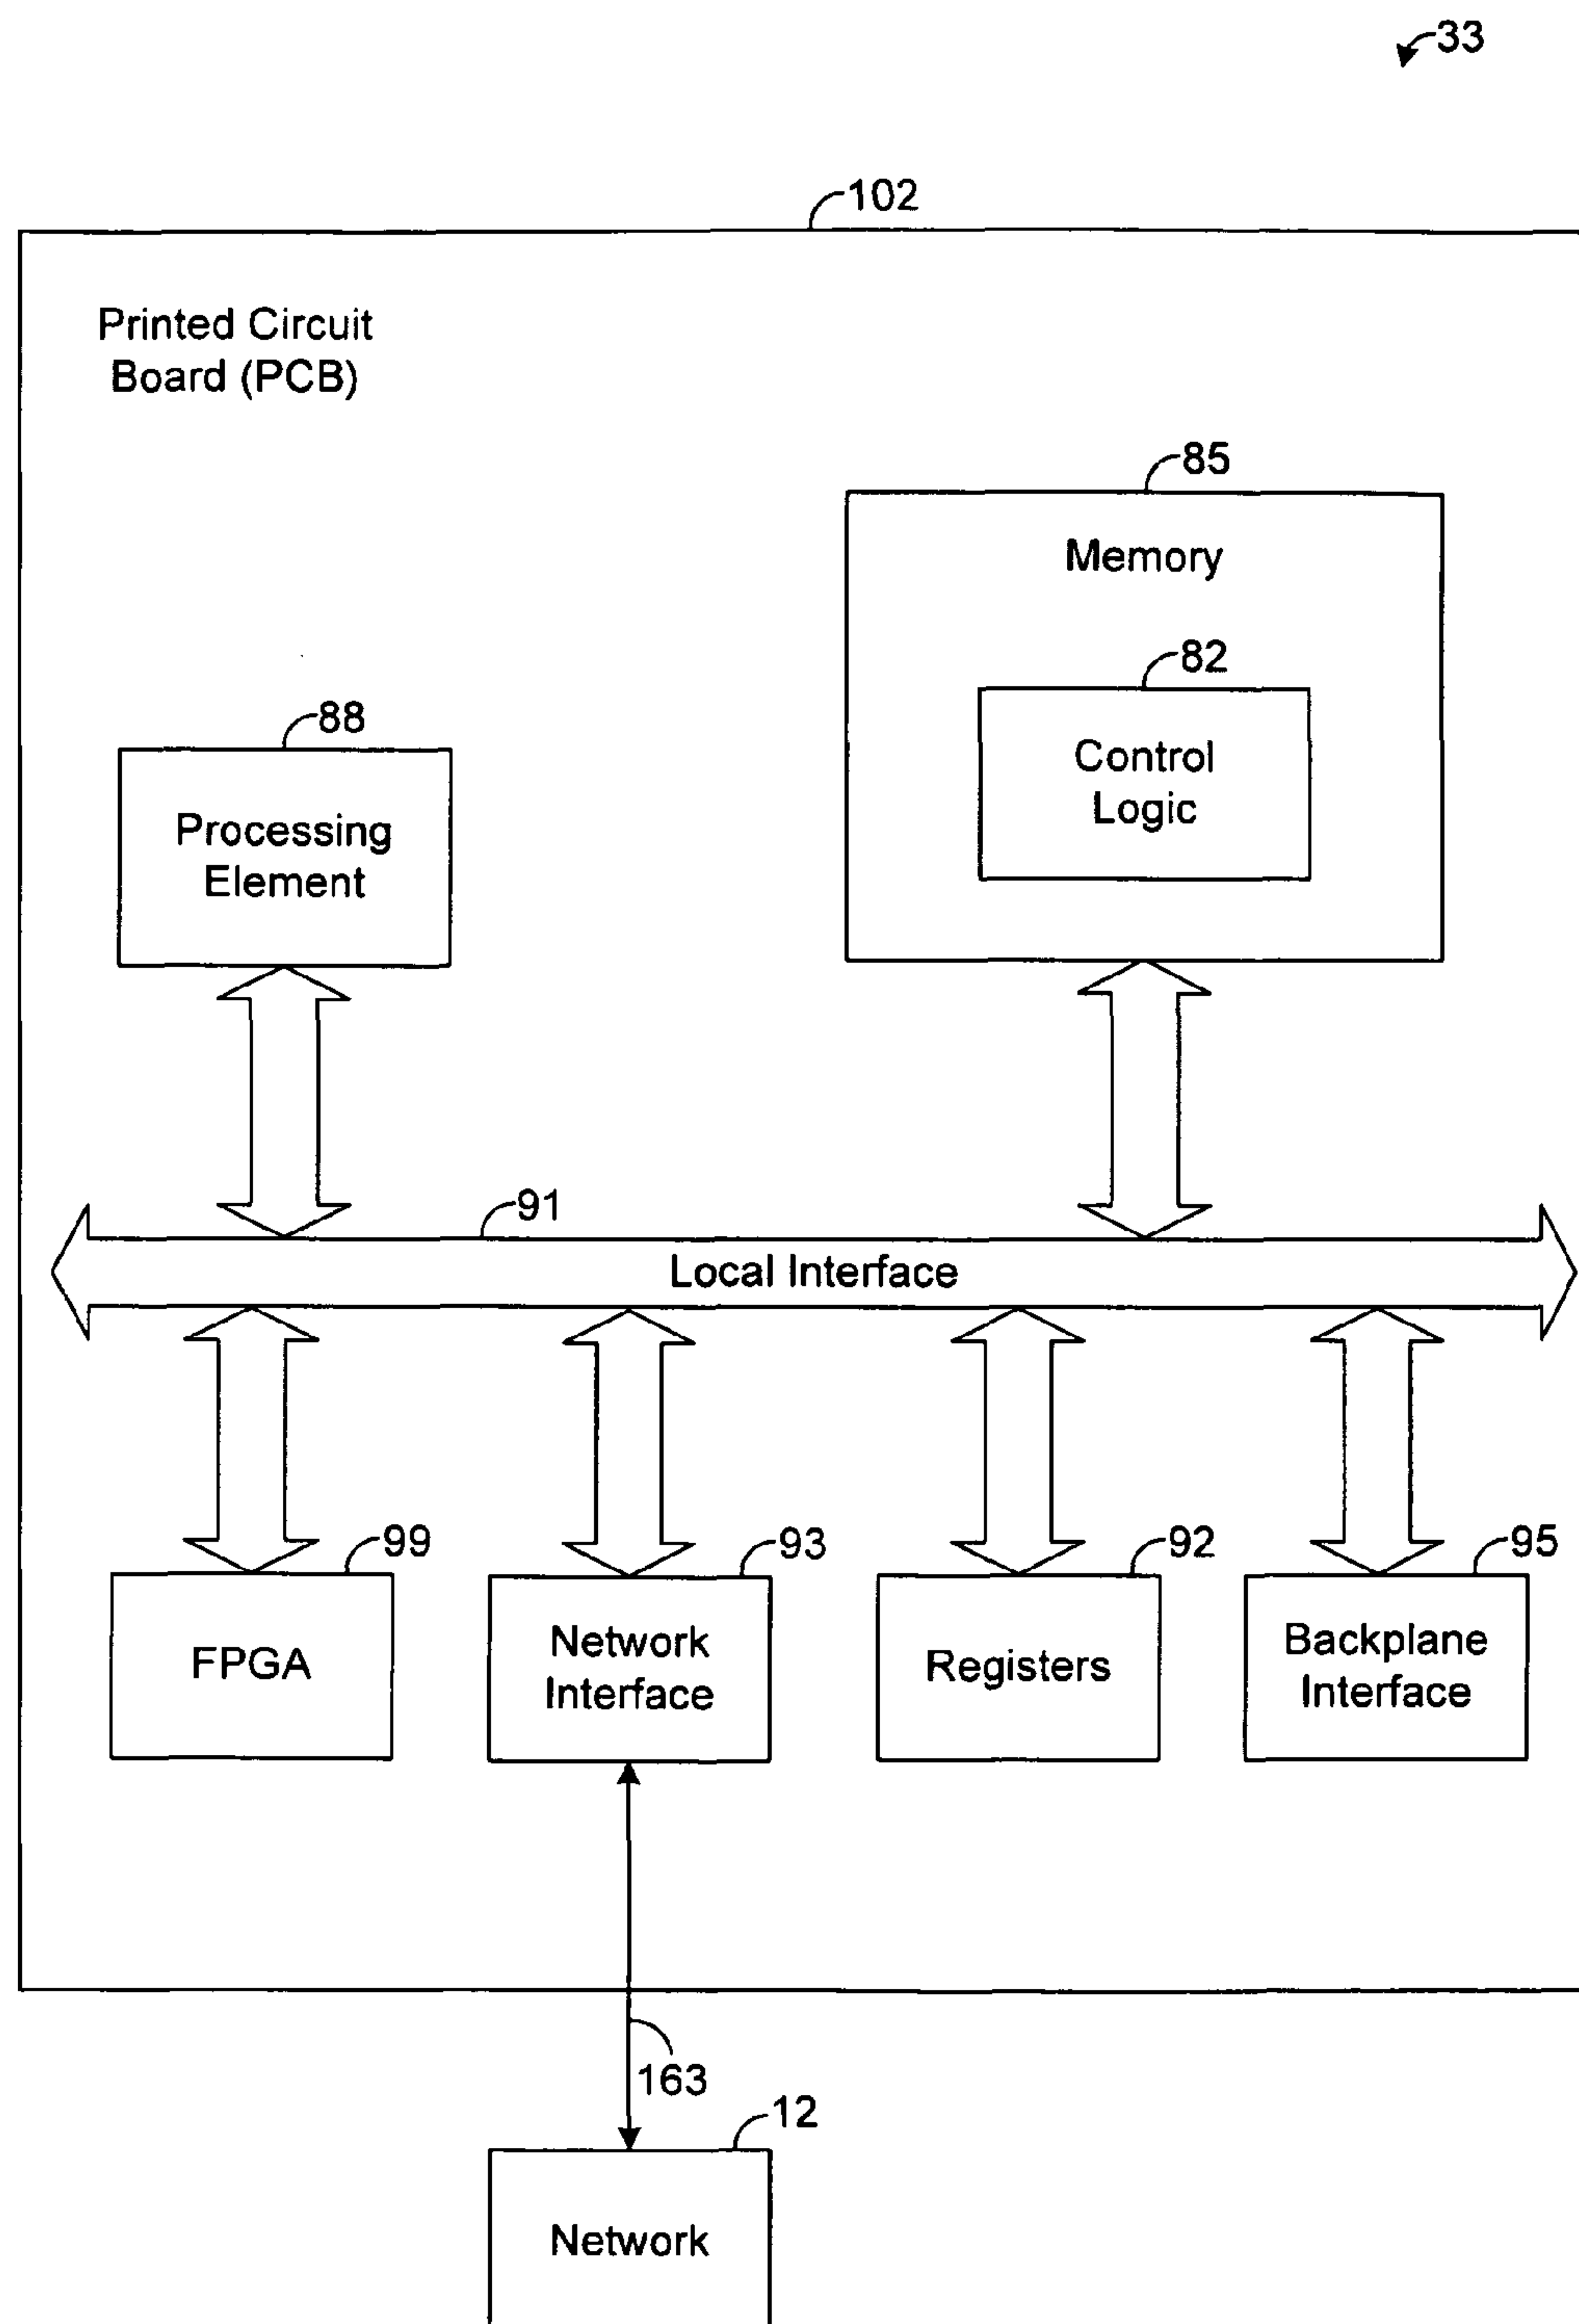 33
102
Printed Circuit
Board (PCB)
85
Memory
82
Control
Logic
88
Processing
Element
91
Local Interface
99
FPGA
93
Network
Interface
92
Registers
95
Backplane
Interface
163
12
Network